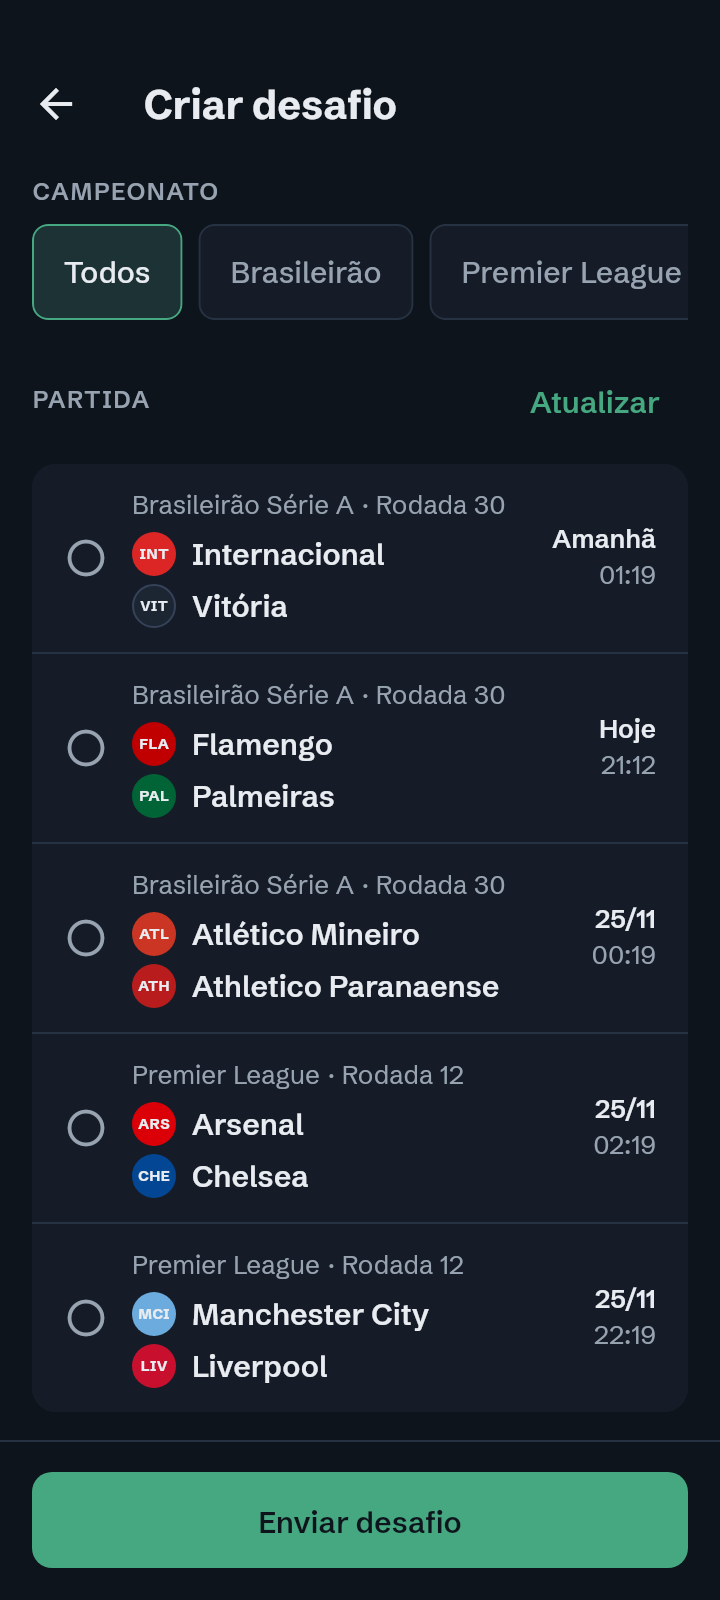 Criar desafio
CAMPEONATO
Todos
Brasileirão
Premier League
PARTIDA
Atualizar
Brasileirão Série A · Rodada 30
INT Internacional
VIT Vitória
Amanhã
01:19
Brasileirão Série A · Rodada 30
FLA Flamengo
PAL Palmeiras
Hoje
21:12
Brasileirão Série A · Rodada 30
ATL Atlético Mineiro
ATH Athletico Paranaense
25/11
00:19
Premier League · Rodada 12
ARS Arsenal
CHE Chelsea
25/11
02:19
Premier League · Rodada 12
MCI Manchester City
LIV Liverpool
25/11
22:19
Enviar desafio